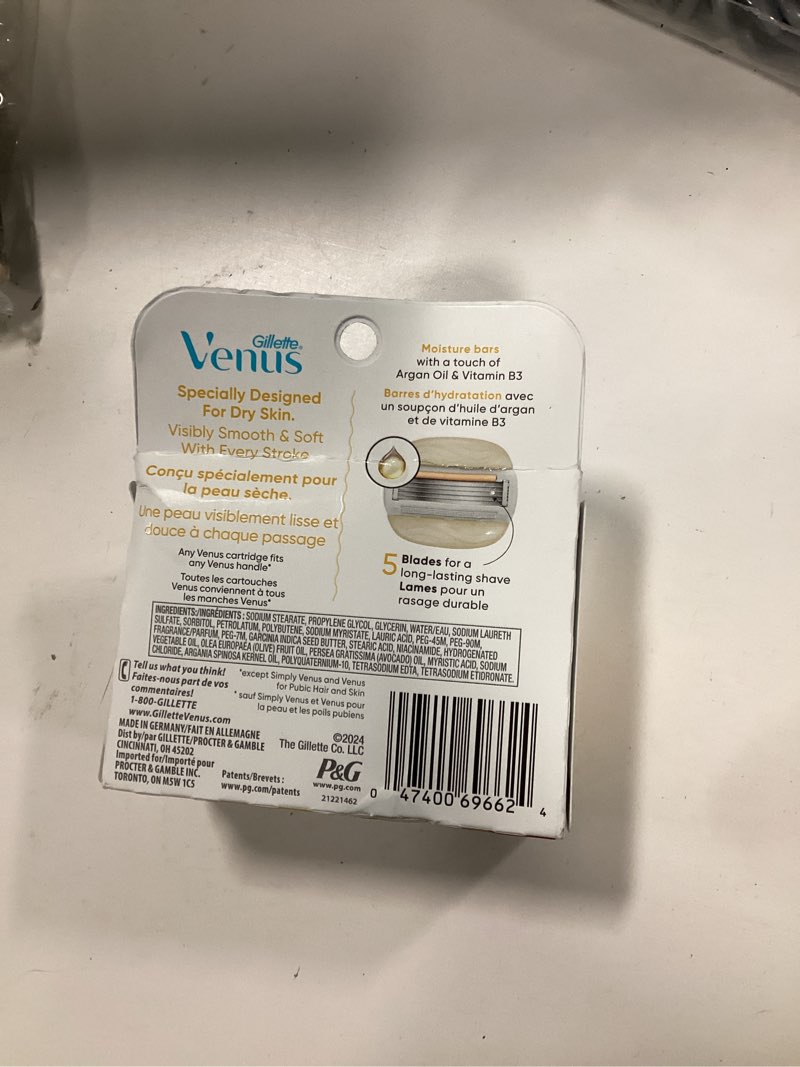 Gillette
Venus
Specially Designed
For Dry Skin.
Visibly Smooth & Soft
With Every Stroke
Conçu spécialement pour
la peau sèche.
Une peau visiblement lisse et
douce à chaque passage
Any Venus cartridge fits
any Venus handle*
Toutes les cartouches
Venus conviennent à tous
les manches Venus*
Moisture bars
with a touch of
Argan Oil & Vitamin B3
Barres d'hydratation avec
un soupçon d'huile d'argan
et de vitamine B3
5 Blades for a
long-lasting shave
Lames pour un
rasage durable
INGREDIENTS:/INGRÉDIENTS : SODIUM STEARATE, PROPYLENE GLYCOL, GLYCERIN, WATER/EAU, SODIUM LAURETH
SULFATE, SORBITOL, PETROLATUM, POLYBUTENE, SODIUM MYRISTATE, LAURIC ACID, PEG-45M, PEG-90M,
FRAGRANCE/PARFUM, PEG-7M, GARCINIA INDICA SEED BUTTER, STEARIC ACID, NIACINAMIDE, HYDROGENATED
VEGETABLE OIL, OLEA EUROPAEA (OLIVE) FRUIT OIL, PERSEA GRATISSIMA (AVOCADO) OIL, MYRISTIC ACID, SODIUM
CHLORIDE, ARGANIA SPINOSA KERNEL OIL, POLYQUATERNIUM-10, TETRASODIUM EDTA, TETRASODIUM ETIDRONATE.
Tell us what you think!
Faites-nous part de vos
commentaires!
1-800-GILLETTE
www.GilletteVenus.com
MADE IN GERMANY/FAIT EN ALLEMAGNE
Dist by/par GILLETTE/PROCTER & GAMBLE
CINCINNATI, OH 45202
Imported for/Importé pour
PROCTER & GAMBLE INC.
TORONTO, ON M5W 1C5
*except Simply Venus and Venus
for Pubic Hair and Skin
*sauf Simply Venus et Venus pour
la peau et les poils pubiens
©2024
The Gillette Co. LLC
P&G
www.pg.com
Patents/Brevets :
www.pg.com/patents
21221462
0 47400 69662 4